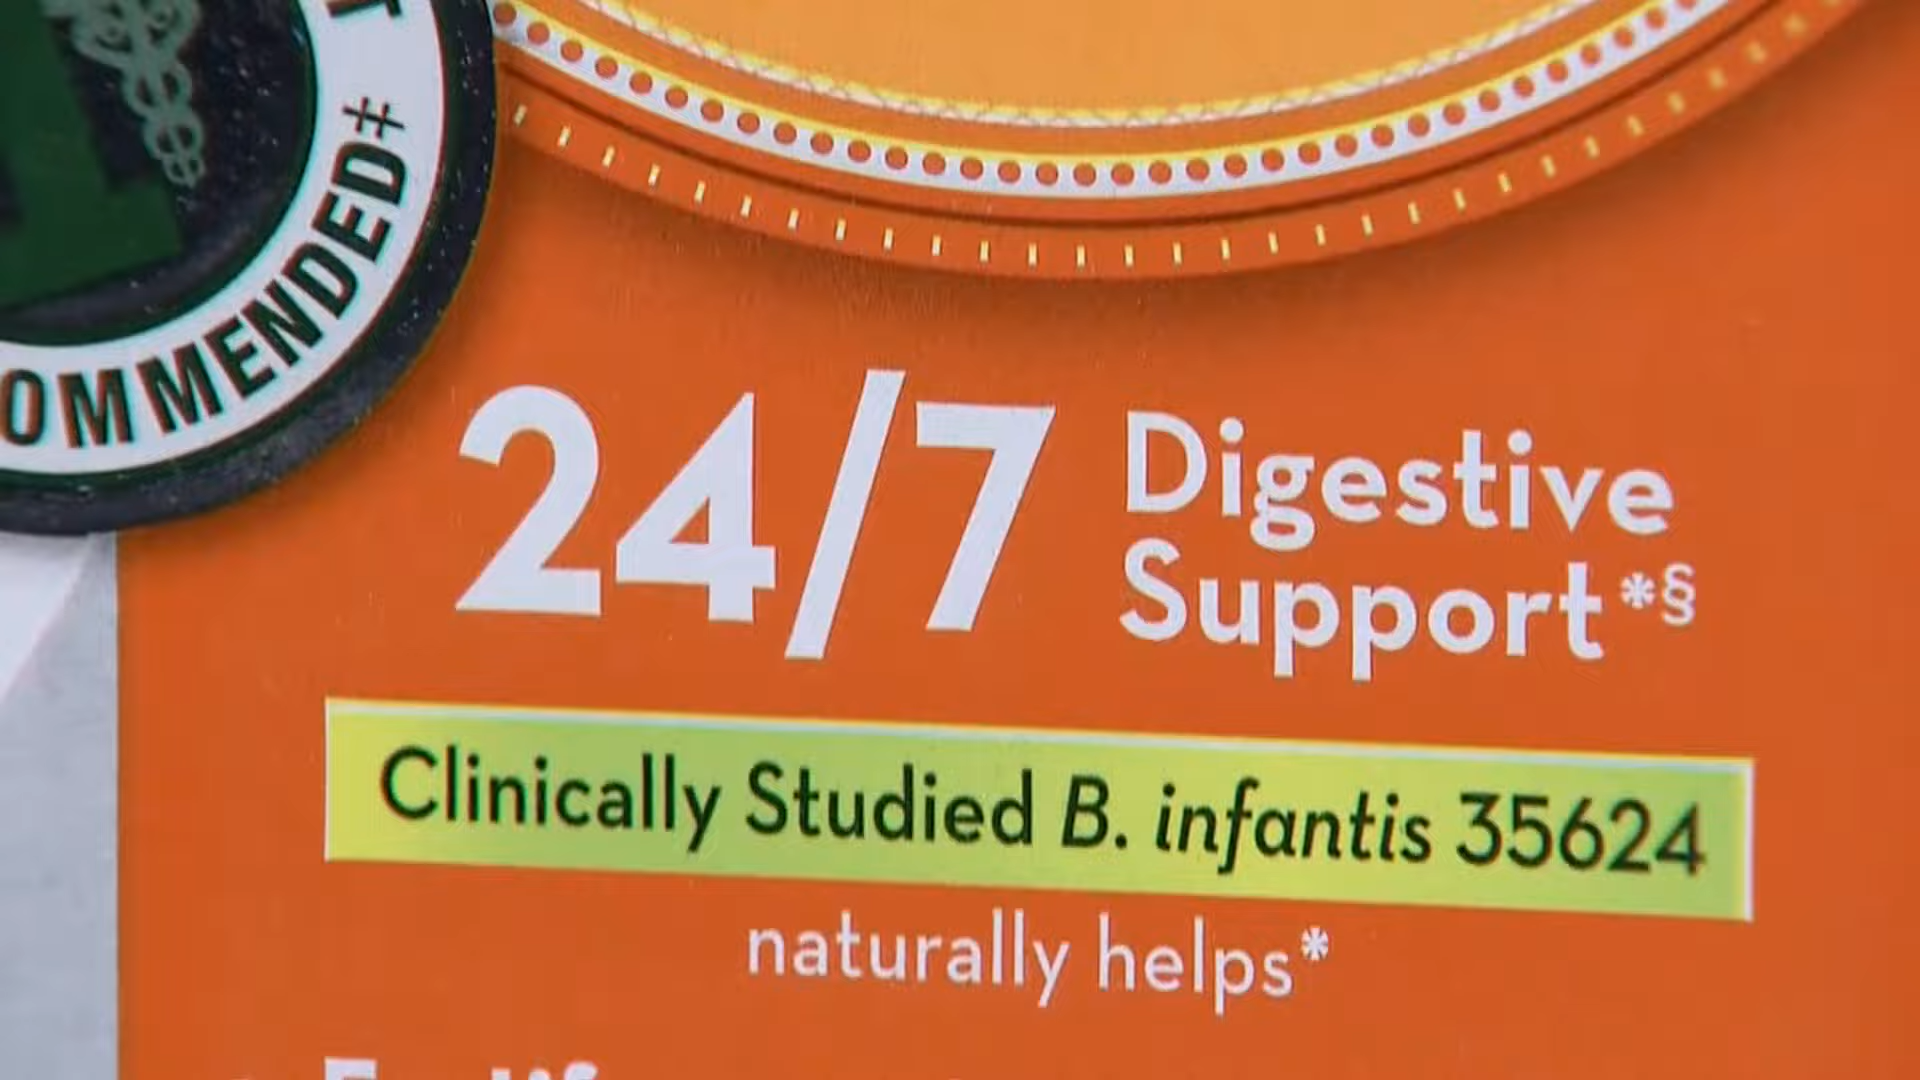 OMMENDED‡
24/7 Digestive
Support*§
Clinically Studied B. infantis 35624
naturally helps*